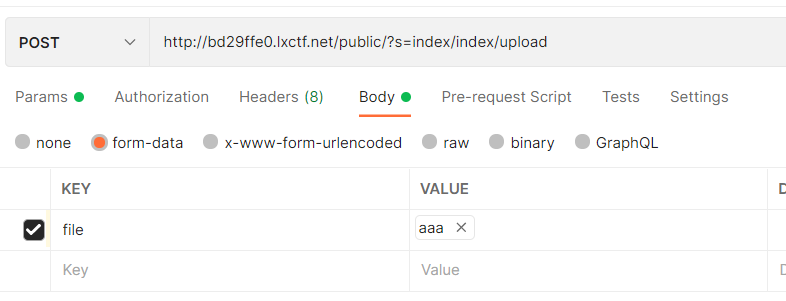 POST http://bd29ffe0.lxctf.net/public/?s=index/index/upload
Params Authorization Headers (8) Body Pre-request Script Tests Settings
none form-data x-www-form-urlencoded raw binary GraphQL
KEY VALUE D
file aaa
Key Value D